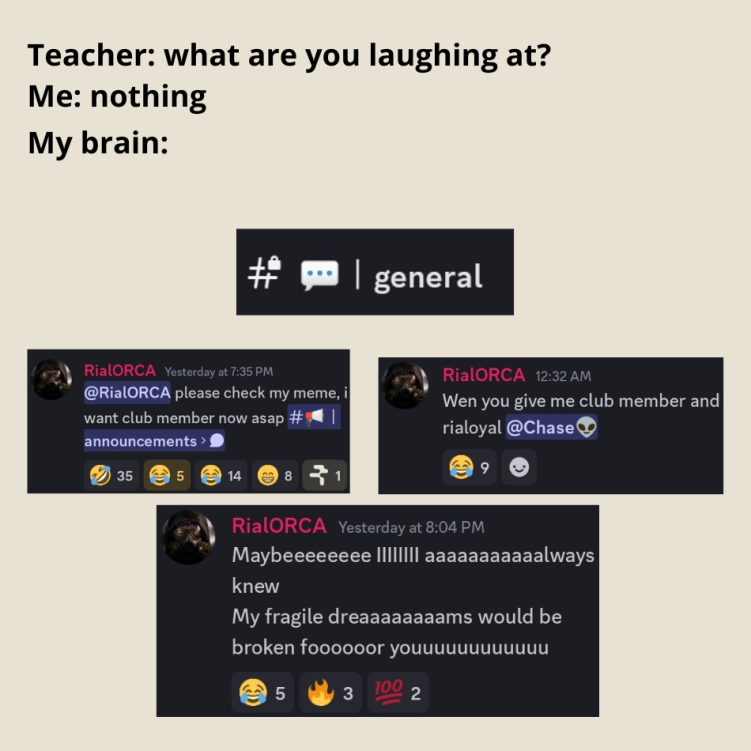 Teacher: what are you laughing at?
Me: nothing
My brain:
# 💬 | general
RialORCA Yesterday at 7:35 PM
@RialORCA please check my meme, i
want club member now asap #📢 |
announcements > 💬
🤣 35 😂 5 😂 14 😁 8 1
RialORCA 12:32 AM
Wen you give me club member and
rialoyal @Chase👽
😂 9
RialORCA Yesterday at 8:04 PM
Maybeeeeeeee llllllll aaaaaaaaaaalways
knew
My fragile dreaaaaaaaams would be
broken foooooor youuuuuuuuuuuu
😂 5 🔥 3 💯 2